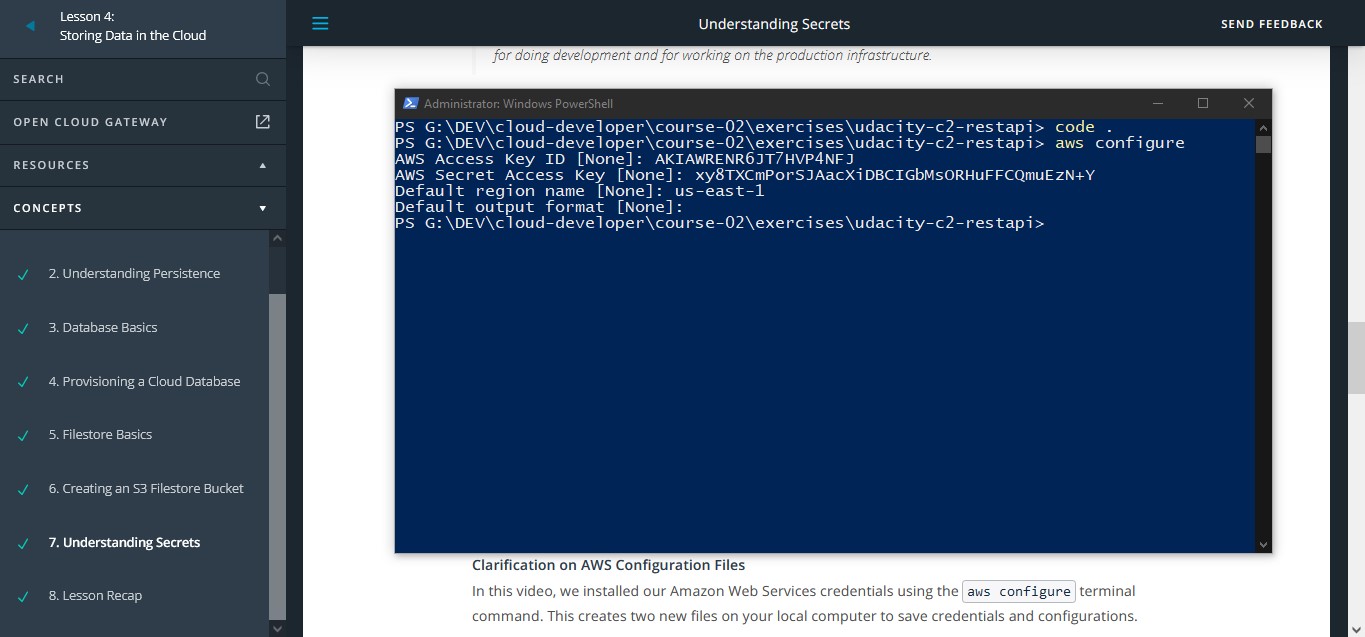 Lesson 4:
Storing Data in the Cloud
SEARCH
OPEN CLOUD GATEWAY
RESOURCES
CONCEPTS
2. Understanding Persistence
3. Database Basics
4. Provisioning a Cloud Database
5. Filestore Basics
6. Creating an S3 Filestore Bucket
7. Understanding Secrets
8. Lesson Recap
Understanding Secrets
SEND FEEDBACK
for doing development and for working on the production infrastructure.
Administrator: Windows PowerShell
PS G:\DEV\cloud-developer\course-02\exercises\udacity-c2-restapi> code .
PS G:\DEV\cloud-developer\course-02\exercises\udacity-c2-restapi> aws configure
AWS Access Key ID [None]: AKIAWRENR6JT7HVP4NFJ
AWS Secret Access Key [None]: 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
Default region name [None]: us-east-1
Default output format [None]:
PS G:\DEV\cloud-developer\course-02\exercises\udacity-c2-restapi>
Clarification on AWS Configuration Files
In this video, we installed our Amazon Web Services credentials using the aws configure terminal
command. This creates two new files on your local computer to save credentials and configurations.